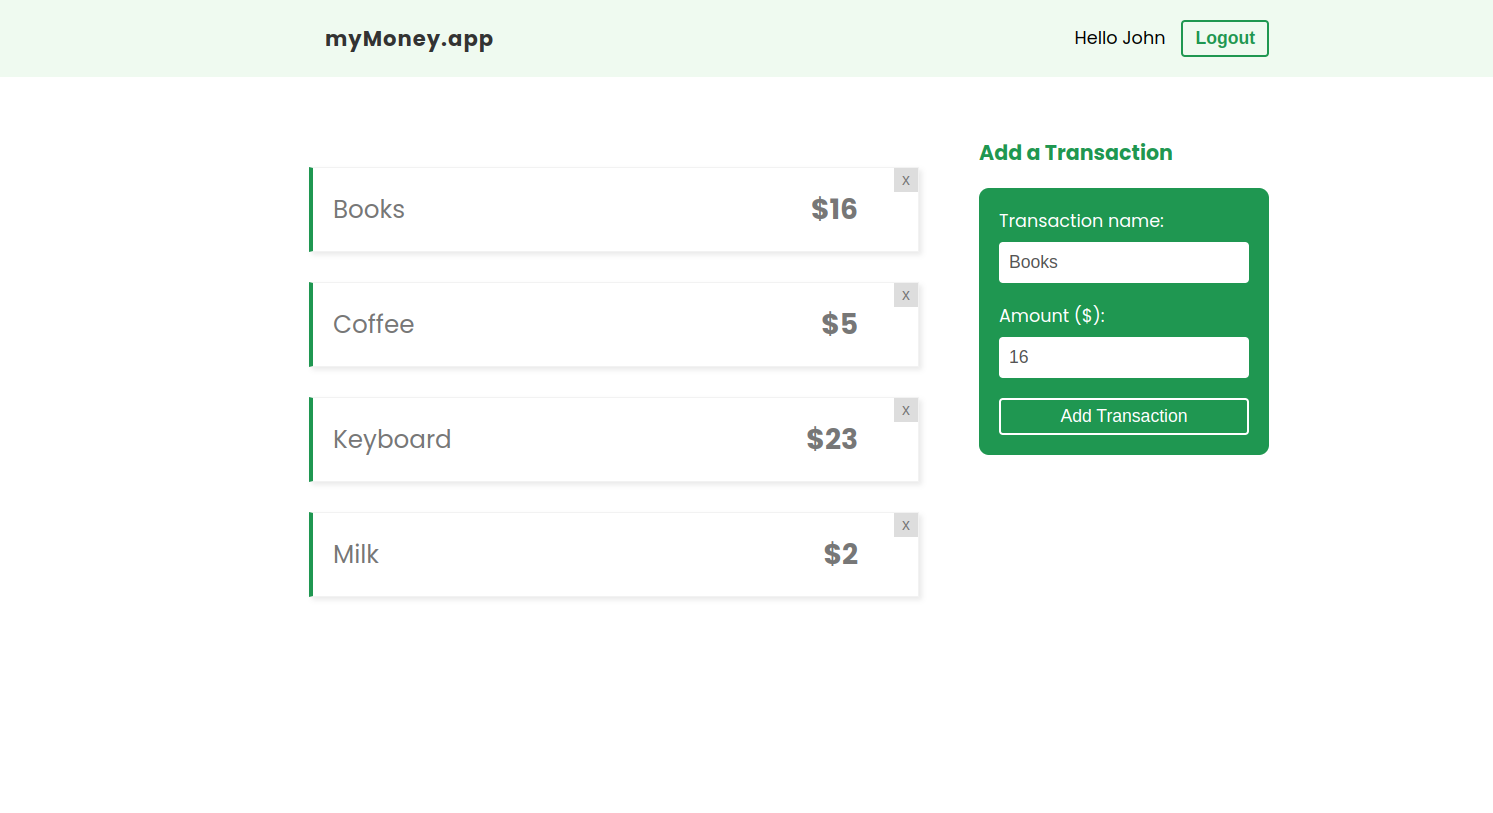 myMoney.app
Hello John
Logout
Books
$16
x
Coffee
$5
x
Keyboard
$23
x
Milk
$2
x
Add a Transaction
Transaction name:
Books
Amount ($):
16
Add Transaction